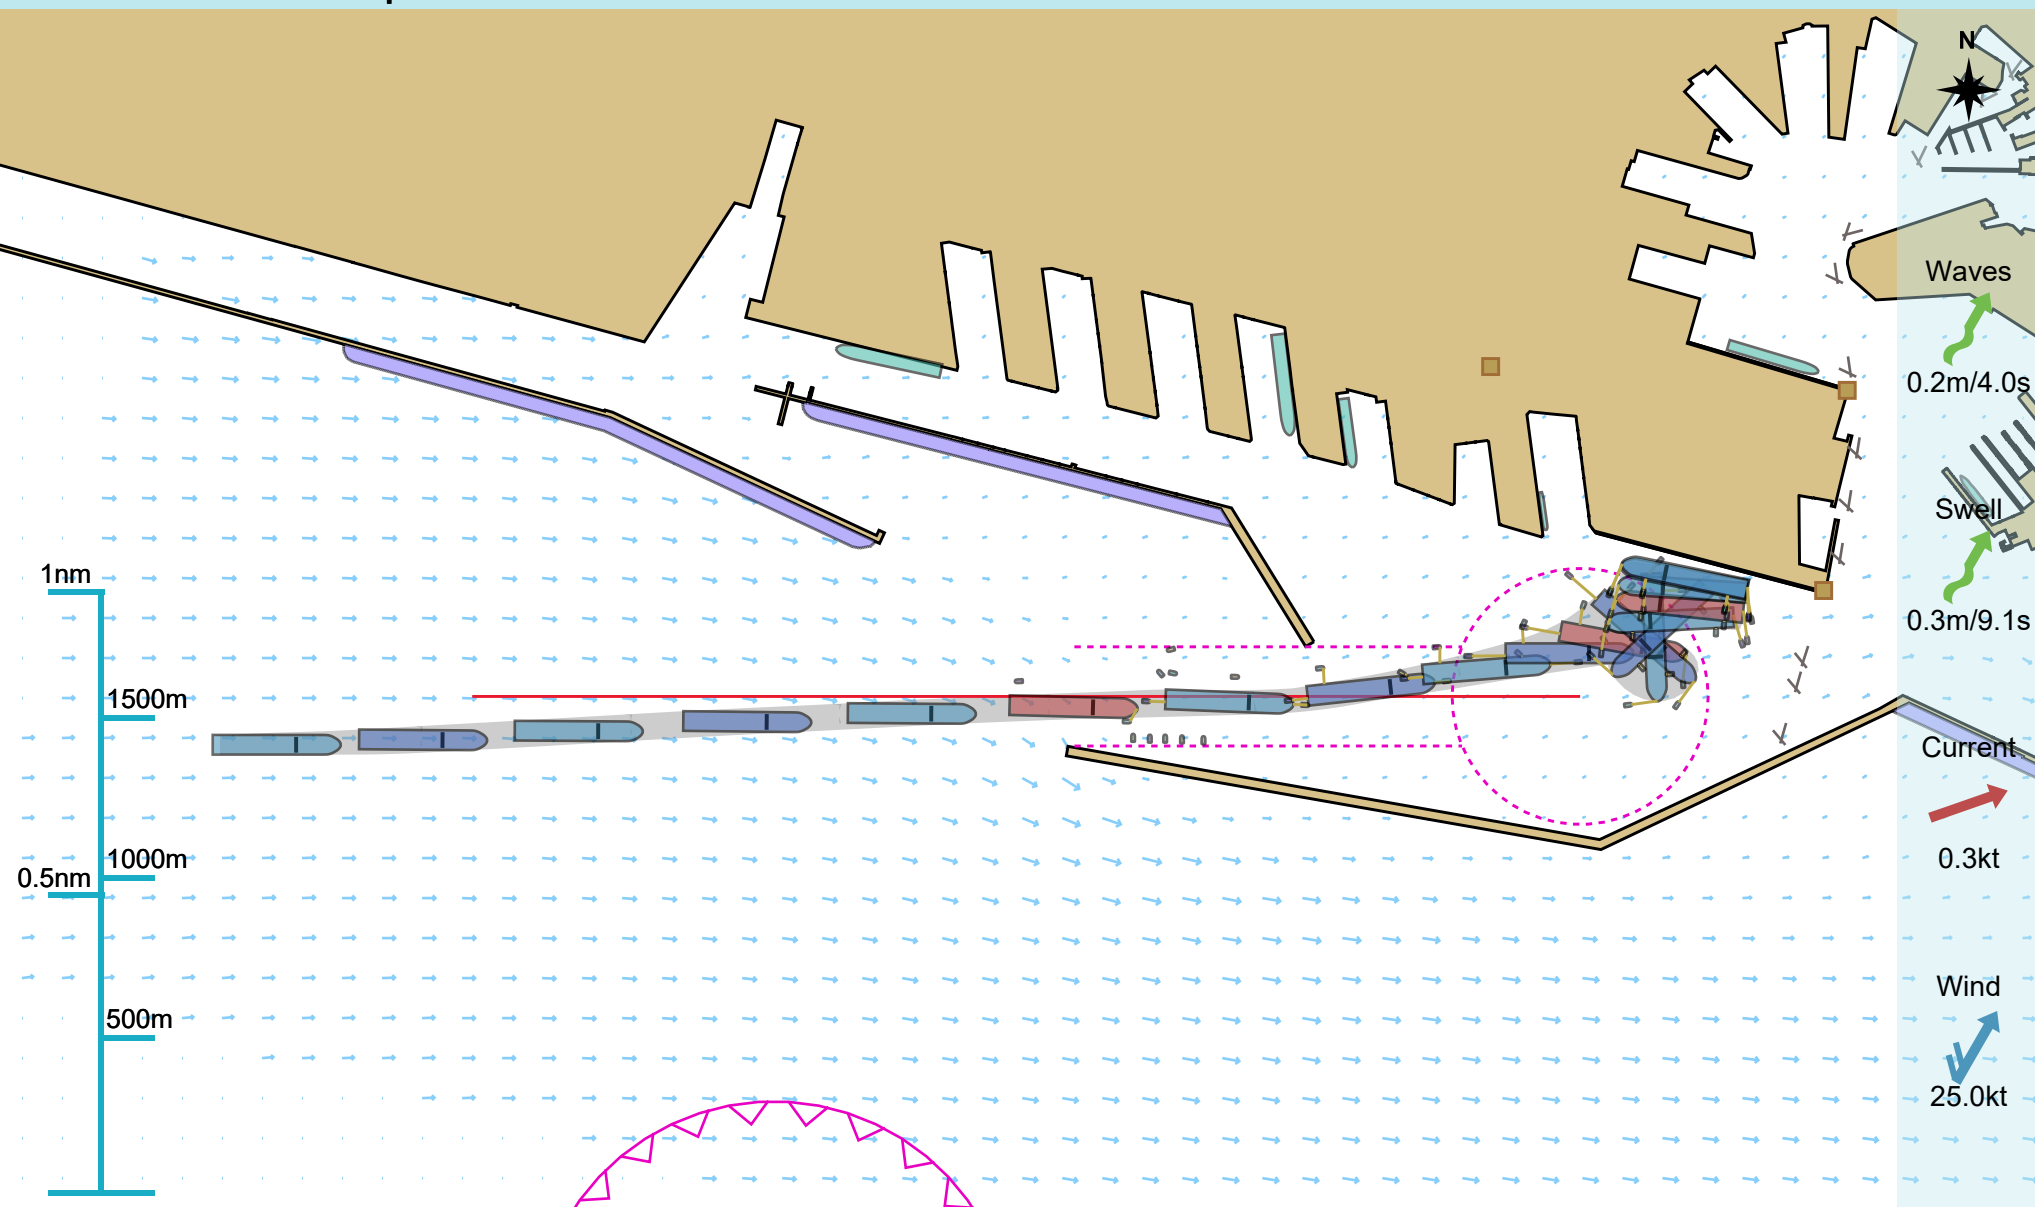 N
Waves
0.2m/4.0s
Swell
0.3m/9.1s
Current
0.3kt
Wind
25.0kt
1nm
1500m
1000m
0.5nm
500m